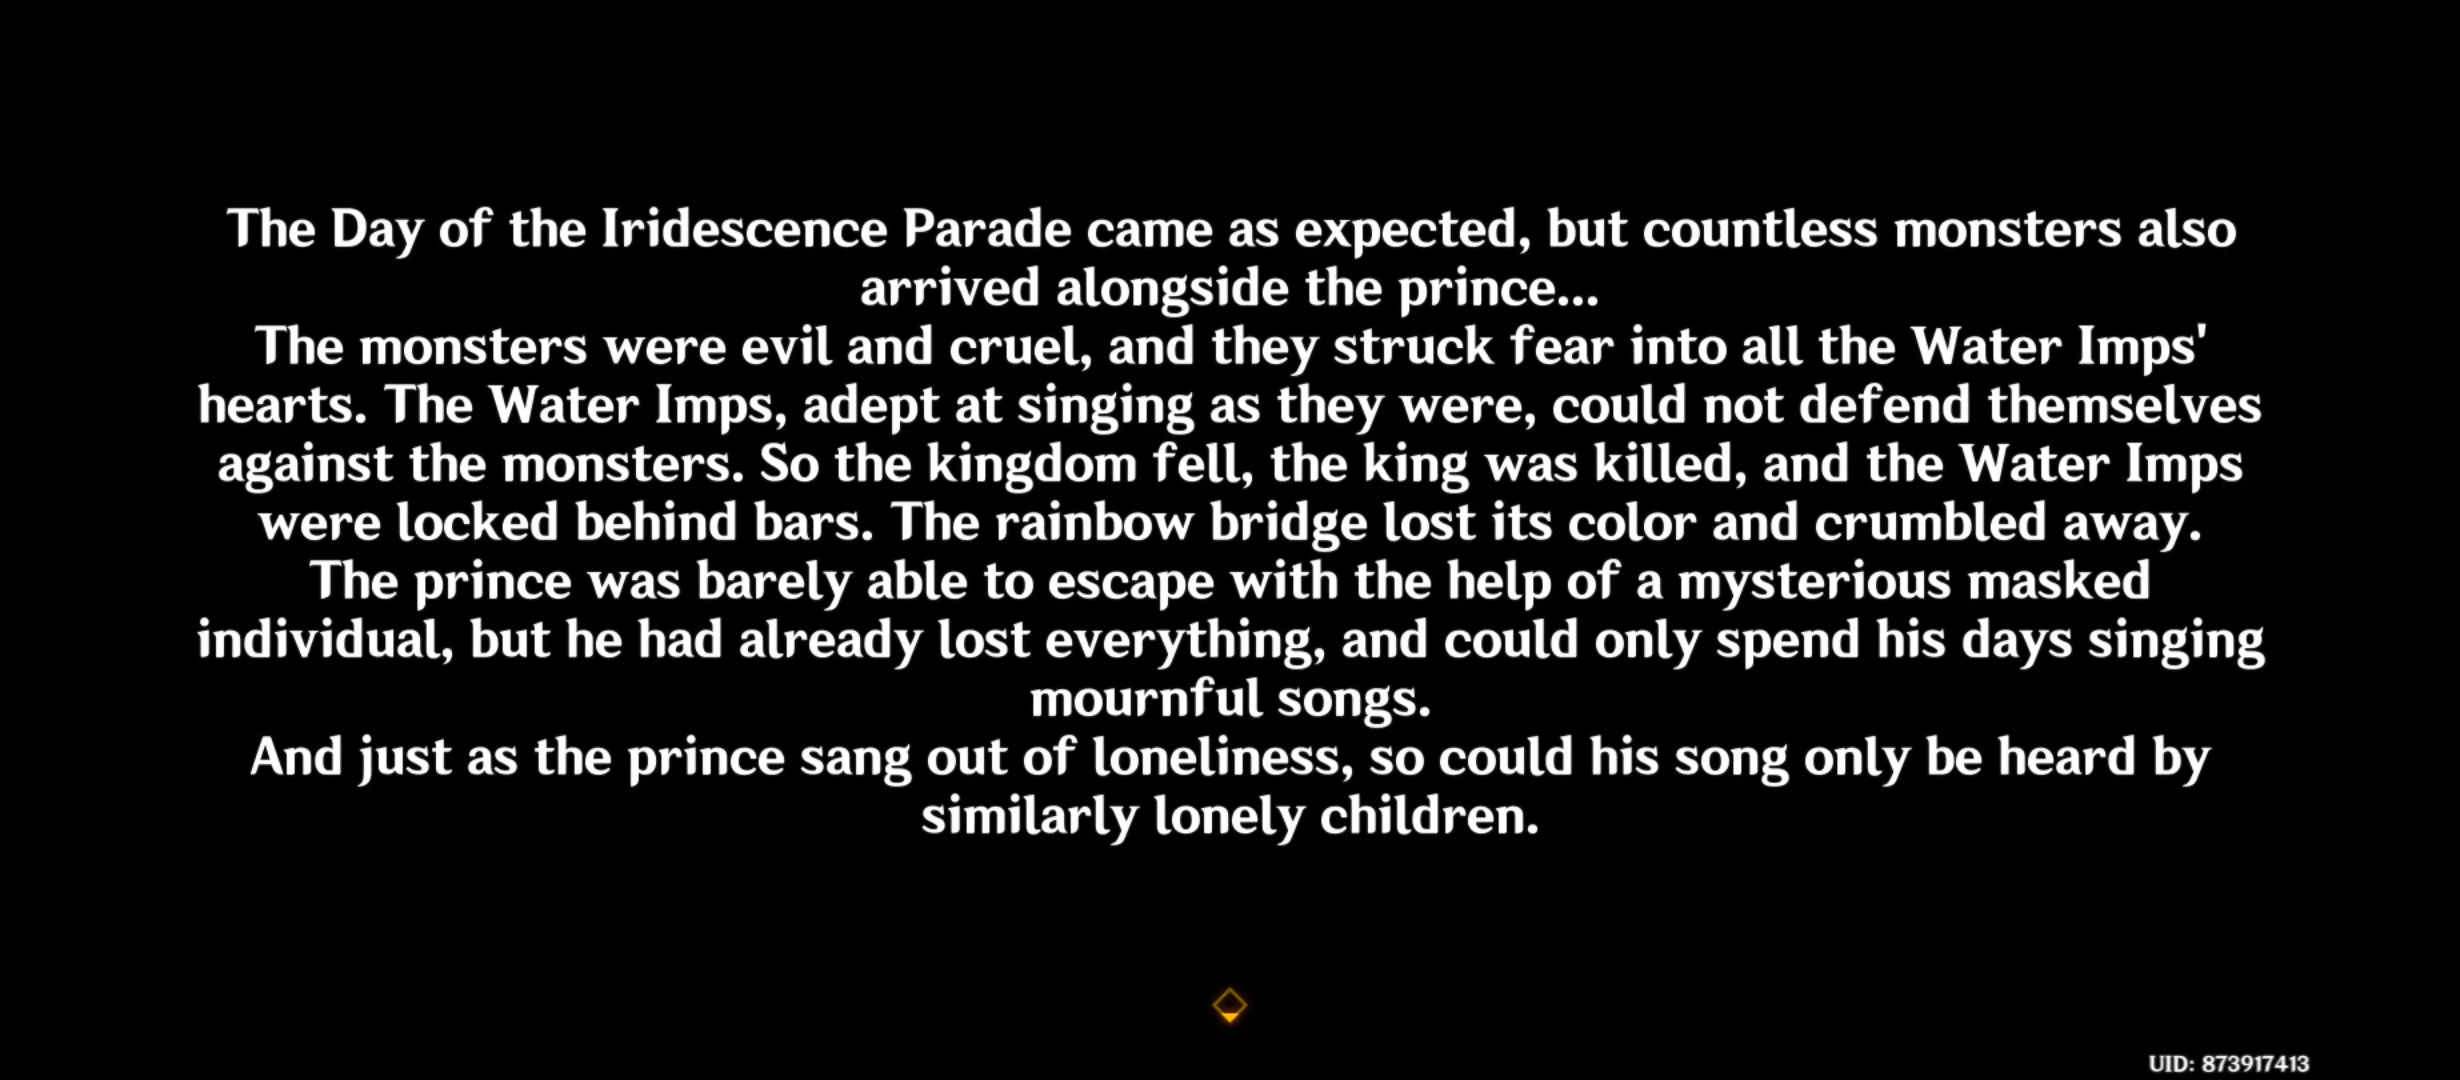 The Day of the Iridescence Parade came as expected, but countless monsters also
arrived alongside the prince...
The monsters were evil and cruel, and they struck fear into all the Water Imps'
hearts. The Water Imps, adept at singing as they were, could not defend themselves
against the monsters. So the kingdom fell, the king was killed, and the Water Imps
were locked behind bars. The rainbow bridge lost its color and crumbled away.
The prince was barely able to escape with the help of a mysterious masked
individual, but he had already lost everything, and could only spend his days singing
mournful songs.
And just as the prince sang out of loneliness, so could his song only be heard by
similarly lonely children.
UID: 873917413